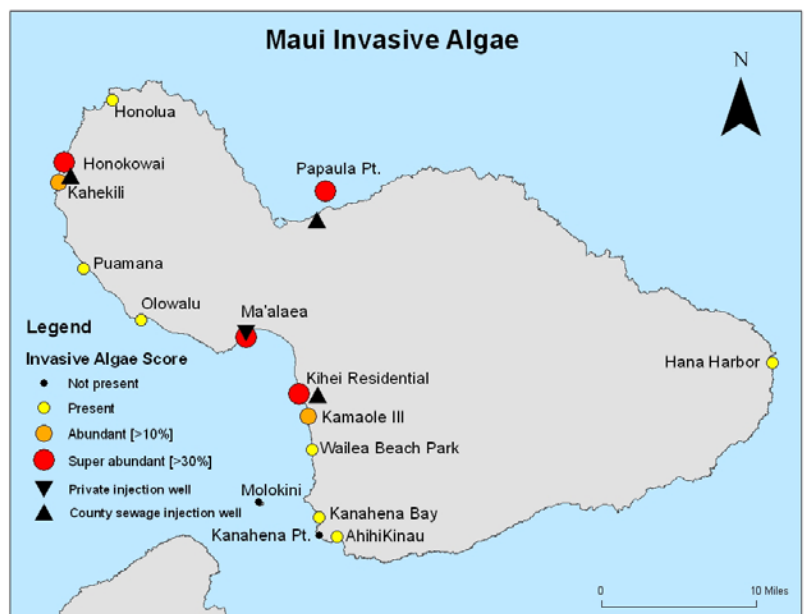 Maui Invasive Algae
N
Honolua
Honokowai
Kahekili
Papaula Pt.
Puamana
Olowalu
Ma'alaea
Hana Harbor
Kihei Residential
Kamaole III
Wailea Beach Park
Molokini
Kanahena Bay
Kanahena Pt.
AhihiKinau
Legend
Invasive Algae Score
Not present
Present
Abundant [>10%]
Super abundant [>30%]
Private injection well
County sewage injection well
0 10 Miles